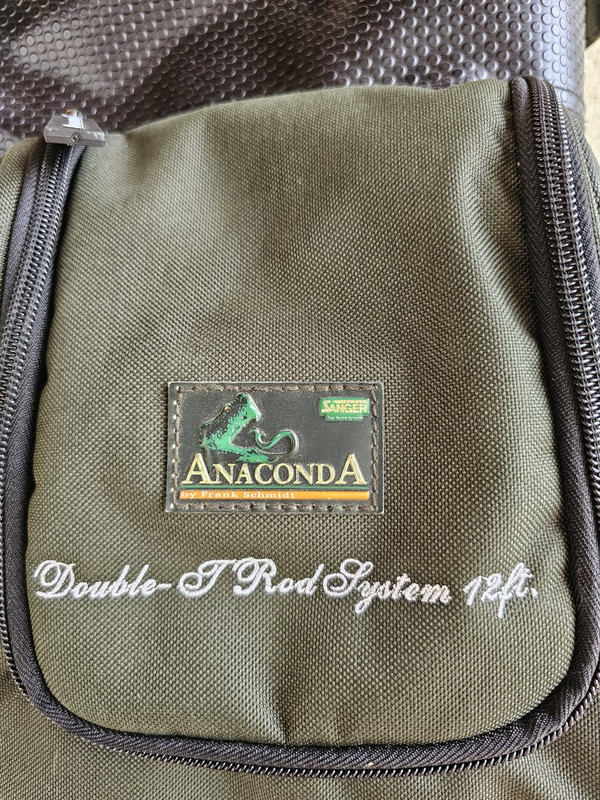 SÄNGER
ANACONDA
by Frank Schmidt
Double-T Rod System 12ft.